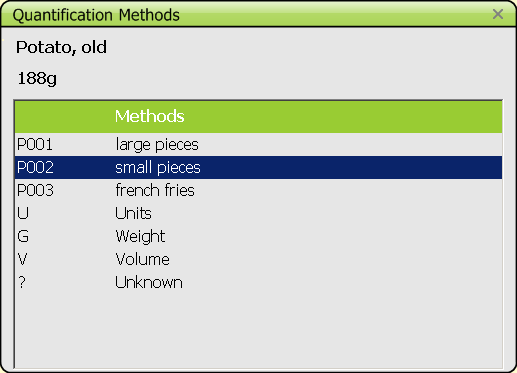 Quantification Methods
Potato, old
188g
Methods
P001 large pieces
P002 small pieces
P003 french fries
U Units
G Weight
V Volume
? Unknown